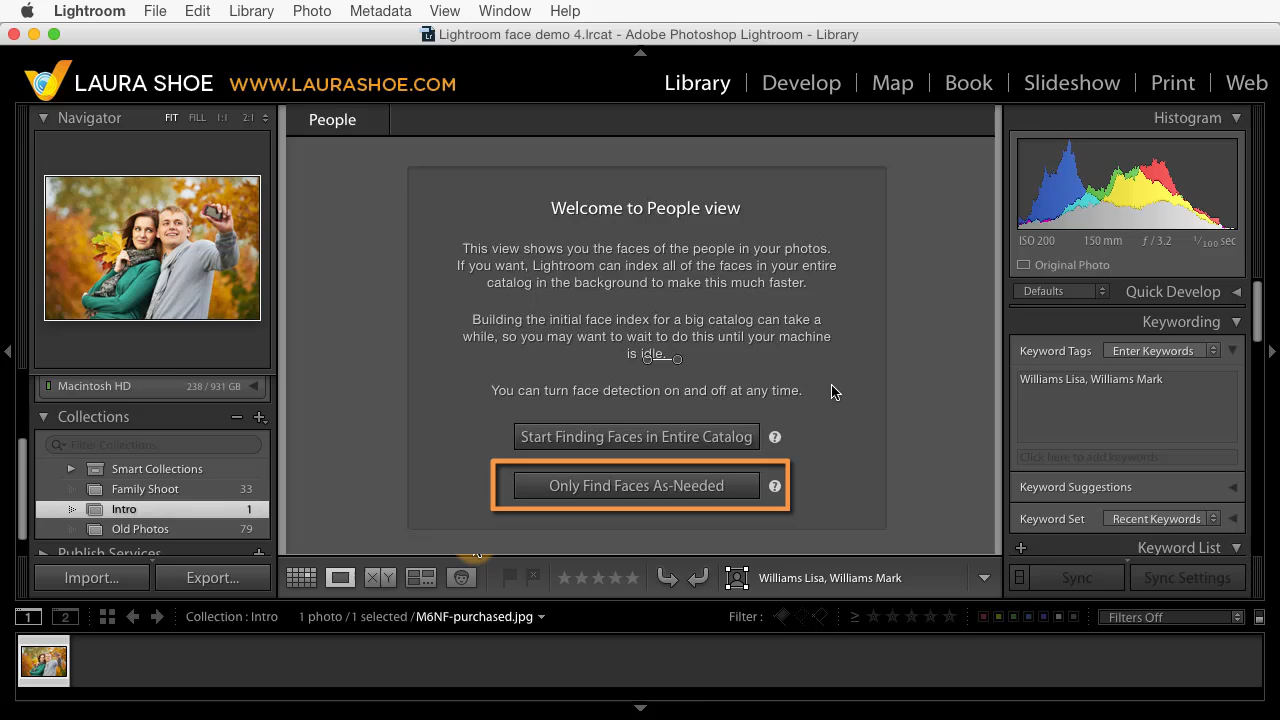 Lightroom File Edit Library Photo Metadata View Window Help
Lightroom face demo 4.lrcat - Adobe Photoshop Lightroom - Library
LAURA SHOE WWW.LAURASHOE.COM
Library | Develop | Map | Book | Slideshow | Print | Web
Navigator FIT FILL 1:1 2:1
People
Histogram
Welcome to People view
This view shows you the faces of the people in your photos.
If you want, Lightroom can index all of the faces in your entire
catalog in the background to make this much faster.
Building the initial face index for a big catalog can take a
while, so you may want to wait to do this until your machine
is idle.
You can turn face detection on and off at any time.
Start Finding Faces in Entire Catalog ?
Only Find Faces As-Needed ?
Macintosh HD 238 / 931 GB
Collections
Filter Collections
Smart Collections
Family Shoot 33
Intro 1
Old Photos 79
Publish Services
Import... Export...
ISO 200 150 mm ƒ / 3.2 1/100 sec
Original Photo
Defaults Quick Develop
Keywording
Keyword Tags Enter Keywords
Williams Lisa, Williams Mark
Click here to add keywords
Keyword Suggestions
Keyword Set Recent Keywords
Keyword List
Sync Sync Settings
XY Williams Lisa, Williams Mark
1 2 Collection : Intro 1 photo / 1 selected / M6NF-purchased.jpg Filter : ≥ Filters Off